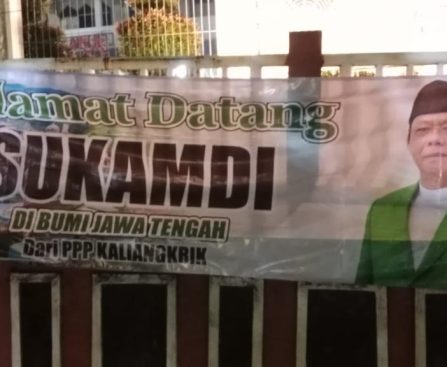 lamat Datang
SUKAMDI
DI BUMI JAWA TENGAH
Dari PPP KALIANGKRIK